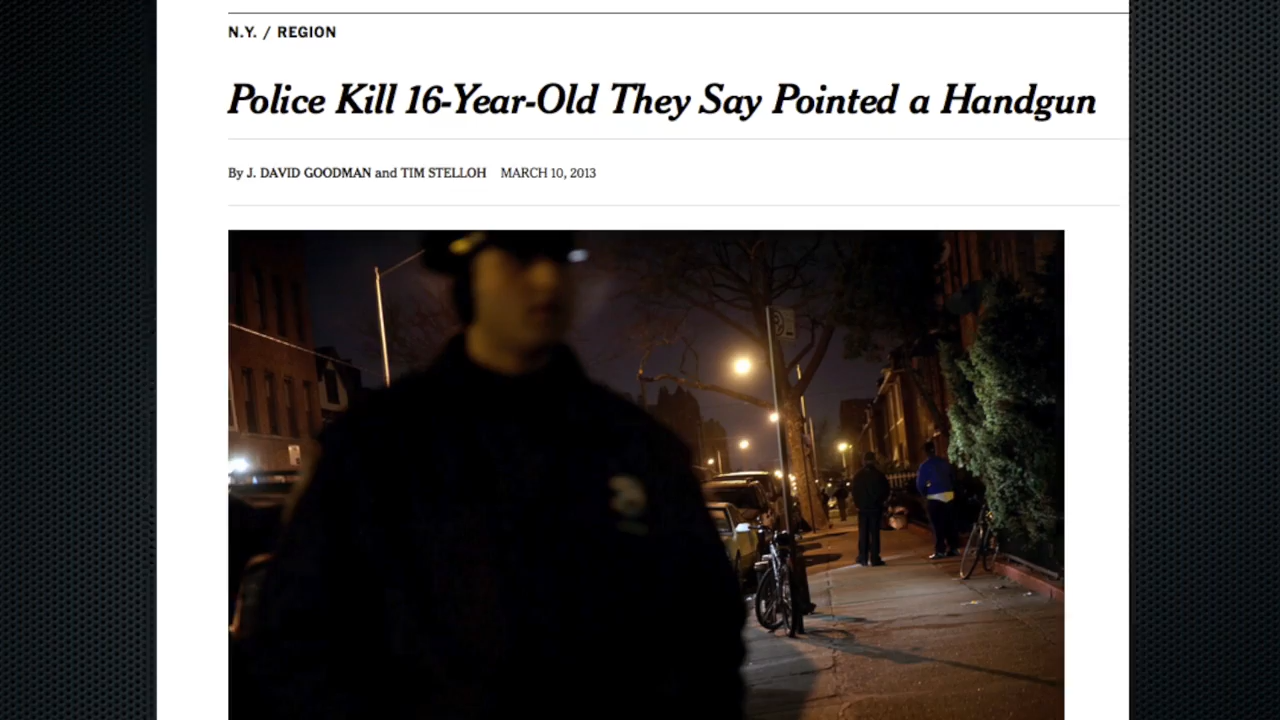 N.Y. / REGION
Police Kill 16-Year-Old They Say Pointed a Handgun
By J. DAVID GOODMAN and TIM STELLOH MARCH 10, 2013